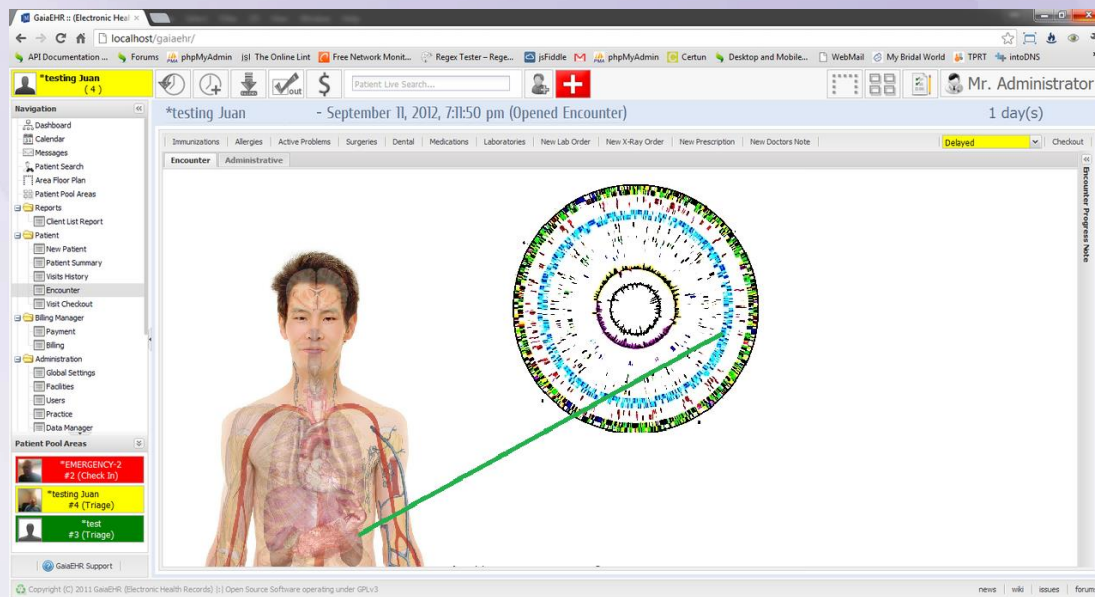 GaiaEHR :: (Electronic Heal
localhost/gaiaehr/
API Documentation ... Forums phpMyAdmin jsl The Online Lint Free Network Monit... Regex Tester – Rege... jsFiddle phpMyAdmin Certun Desktop and Mobile... WebMail My Bridal World TPRT intoDNS
*testing Juan
( 4 )
out
Patient Live Search...
Mr. Administrator
Navigation
Dashboard
Calendar
Messages
Patient Search
Area Floor Plan
Patient Pool Areas
Reports
Client List Report
Patient
New Patient
Patient Summary
Visits History
Encounter
Visit Checkout
Billing Manager
Payment
Billing
Administration
Global Settings
Facilities
Users
Practice
Data Manager
Patient Pool Areas
*EMERGENCY-2
#2 (Check In)
*testing Juan
#4 (Triage)
*test
#3 (Triage)
GaiaEHR Support
*testing Juan - September 11, 2012, 7:11:50 pm (Opened Encounter) 1 day(s)
Immunizations Allergies Active Problems Surgeries Dental Medications Laboratories New Lab Order New X-Ray Order New Prescription New Doctors Note Delayed Checkout
Encounter Administrative
Encounter Progress Note
Copyright (C) 2011 GaiaEHR (Electronic Health Records) |:| Open Source Software operating under GPLv3 news wiki issues forums